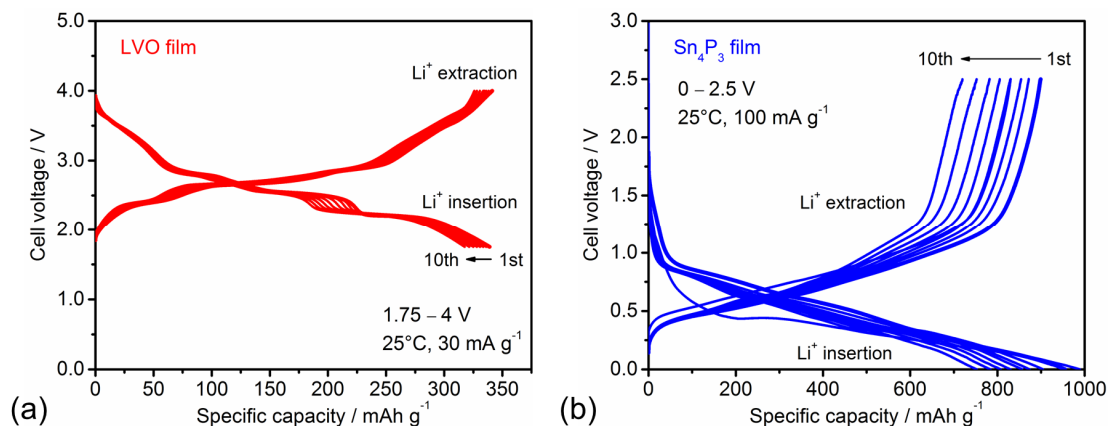 5.0
4.0
3.0
2.0
1.0
0.0
Cell voltage / V
LVO film
Li⁺ extraction
Li⁺ insertion
10th
1st
1.75 – 4 V
25°C, 30 mA g⁻¹
0
50
100
150
200
250
300
350
Specific capacity / mAh g⁻¹
(a)
3.0
2.5
2.0
1.5
1.0
0.5
0.0
Cell voltage / V
Sn₄P₃ film
10th
1st
0 – 2.5 V
25°C, 100 mA g⁻¹
Li⁺ extraction
Li⁺ insertion
0
200
400
600
800
1000
Specific capacity / mAh g⁻¹
(b)